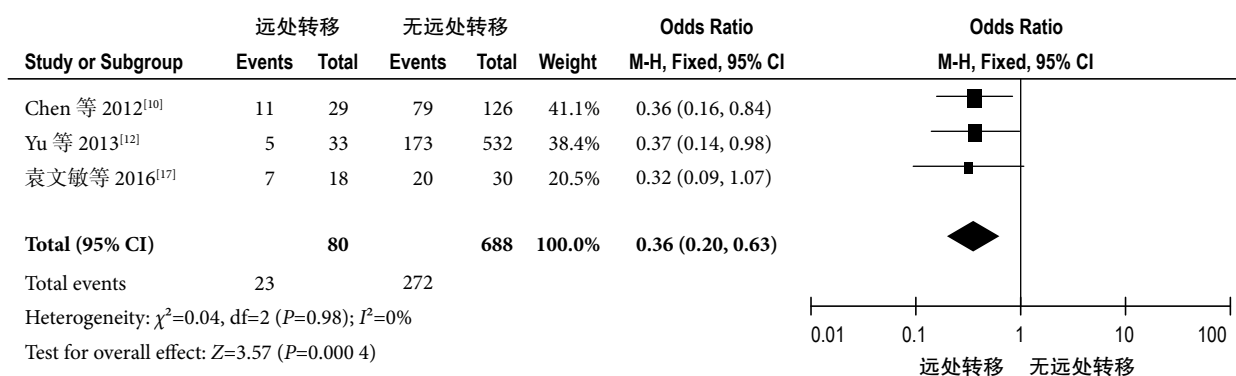 远处转移 无远处转移 Odds Ratio Odds Ratio
Study or Subgroup Events Total Events Total Weight M-H, Fixed, 95% CI M-H, Fixed, 95% CI
Chen 等 2012[10] 11 29 79 126 41.1% 0.36 (0.16, 0.84)
Yu 等 2013[12] 5 33 173 532 38.4% 0.37 (0.14, 0.98)
袁文敏等 2016[17] 7 18 20 30 20.5% 0.32 (0.09, 1.07)
Total (95% CI) 80 688 100.0% 0.36 (0.20, 0.63)
Total events 23 272
Heterogeneity: χ²=0.04, df=2 (P=0.98); I²=0%
Test for overall effect: Z=3.57 (P=0.000 4)
0.01 0.1 1 10 100
远处转移 无远处转移